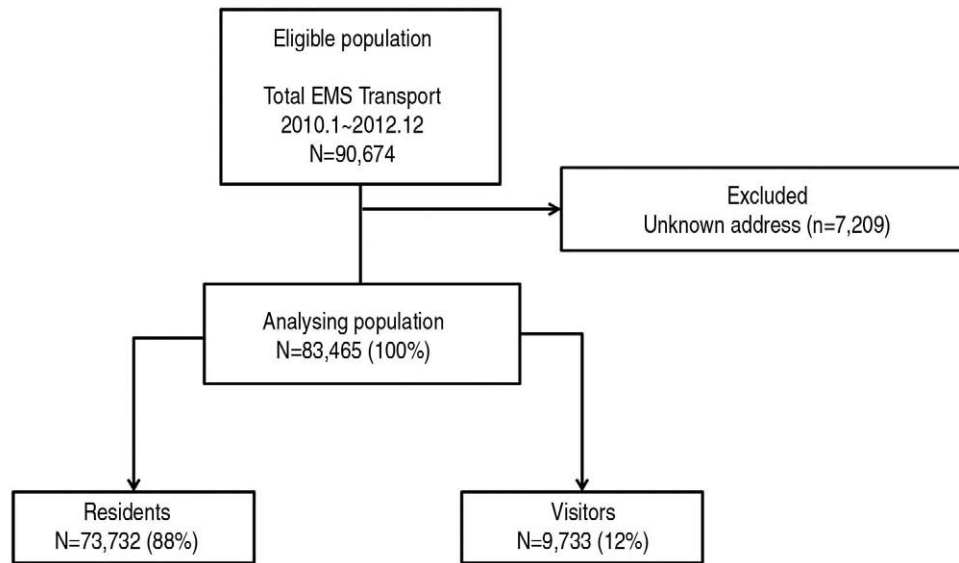 Eligible population
Total EMS Transport
2010.1~2012.12
N=90,674
Excluded
Unknown address (n=7,209)
Analysing population
N=83,465 (100%)
Residents
N=73,732 (88%)
Visitors
N=9,733 (12%)